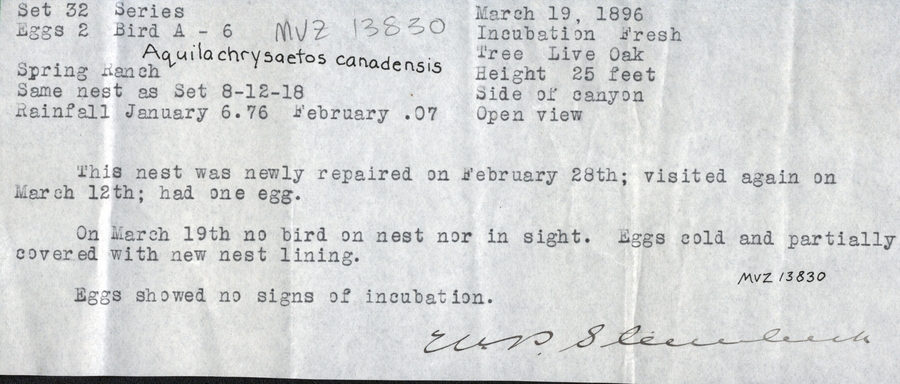 Set 32 Series
Eggs 2 Bird A - 6 MVZ 13830
Aquila chrysaetos canadensis
Spring Ranch
Same nest as Set 8-12-18
Rainfall January 6.76 February .07
March 19, 1896
Incubation Fresh
Tree Live Oak
Height 25 feet
Side of canyon
Open view
This nest was newly repaired on February 28th; visited again on
March 12th; had one egg.
On March 19th no bird on nest nor in sight. Eggs cold and partially
covered with new nest lining.
MVZ 13830
Eggs showed no signs of incubation.